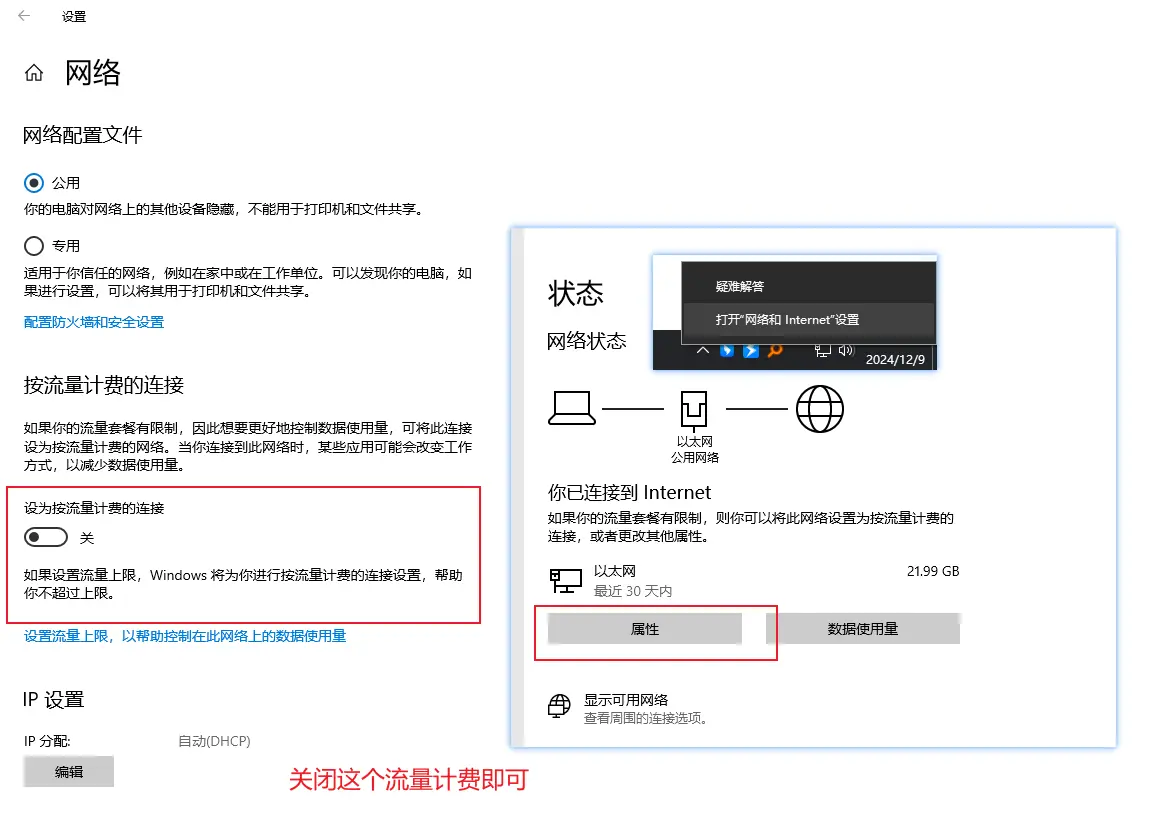 设置
网络
网络配置文件
公用
你的电脑对网络上的其他设备隐藏，不能用于打印机和文件共享。
专用
适用于你信任的网络，例如在家中或在工作单位。可以发现你的电脑，如
果进行设置，可以将其用于打印机和文件共享。
配置防火墙和安全设置
按流量计费的连接
如果你的流量套餐有限制，因此想要更好地控制数据使用量，可将此连接
设为按流量计费的网络。当你连接到此网络时，某些应用可能会改变工作
方式，以减少数据使用量。
设为按流量计费的连接
关
如果设置流量上限，Windows 将为你进行按流量计费的连接设置，帮助
你不超过上限。
设置流量上限，以帮助控制在此网络上的数据使用量
IP 设置
IP 分配:
自动(DHCP)
编辑
状态
网络状态
疑难解答
打开“网络和 Internet”设置
2024/12/9
以太网
公用网络
你已连接到 Internet
如果你的流量套餐有限制，则你可以将此网络设置为按流量计费的
连接，或者更改其他属性。
以太网
最近 30 天内
21.99 GB
属性
数据使用量
显示可用网络
查看周围的连接选项。
关闭这个流量计费即可